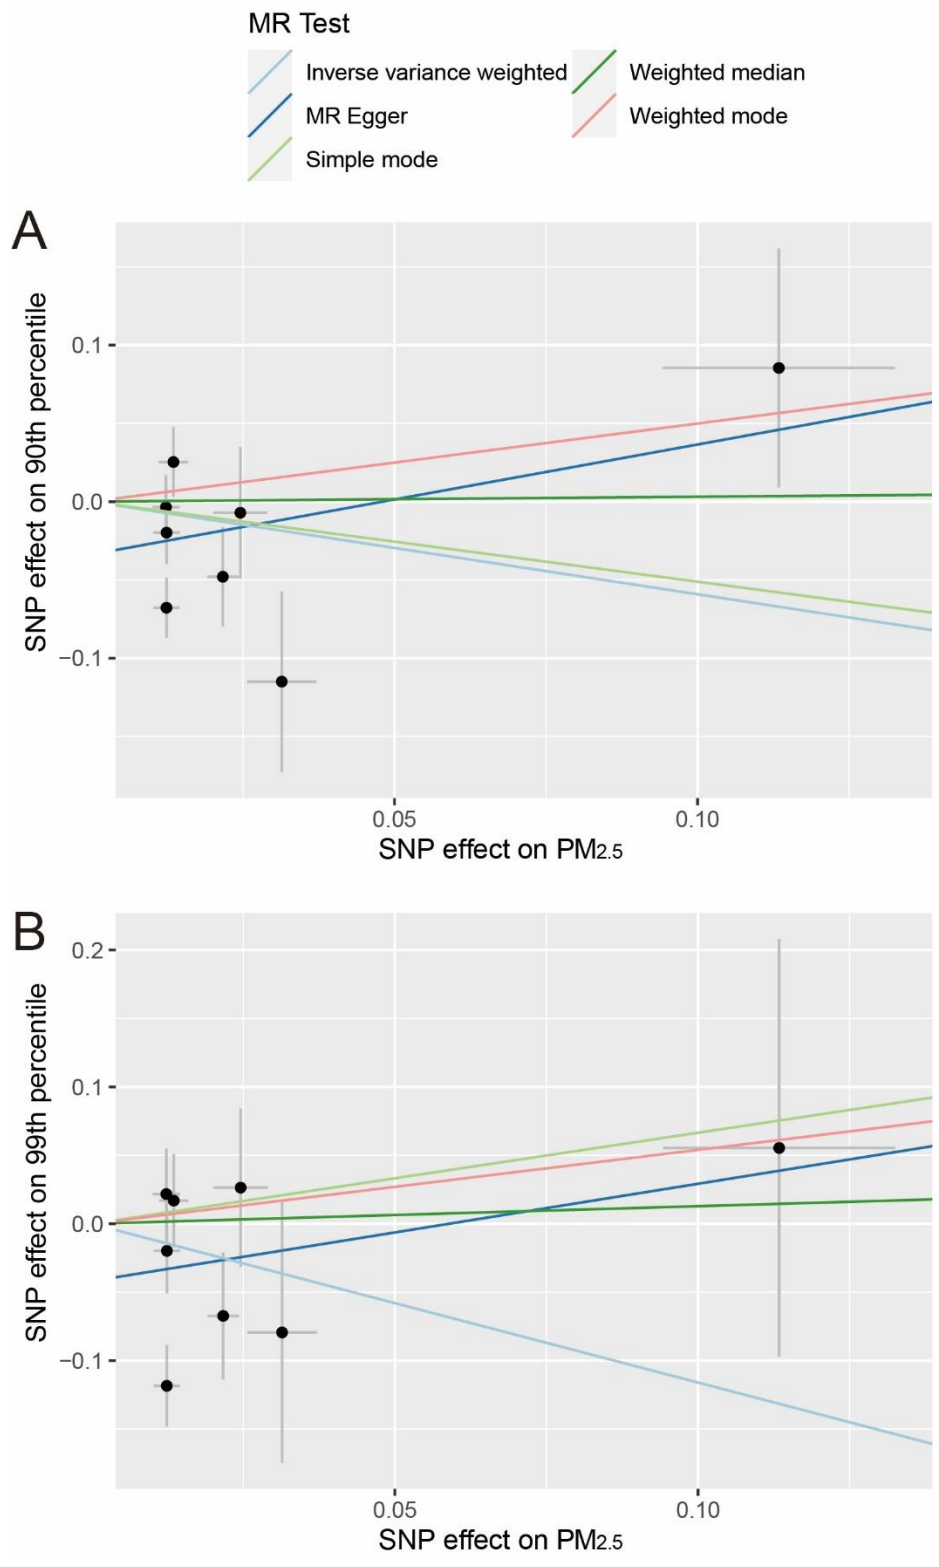 MR Test
Inverse variance weighted
Weighted median
MR Egger
Weighted mode
Simple mode
A
SNP effect on 90th percentile
0.1
0.0
−0.1
0.05
0.10
SNP effect on PM2.5
B
SNP effect on 99th percentile
0.2
0.1
0.0
−0.1
0.05
0.10
SNP effect on PM2.5